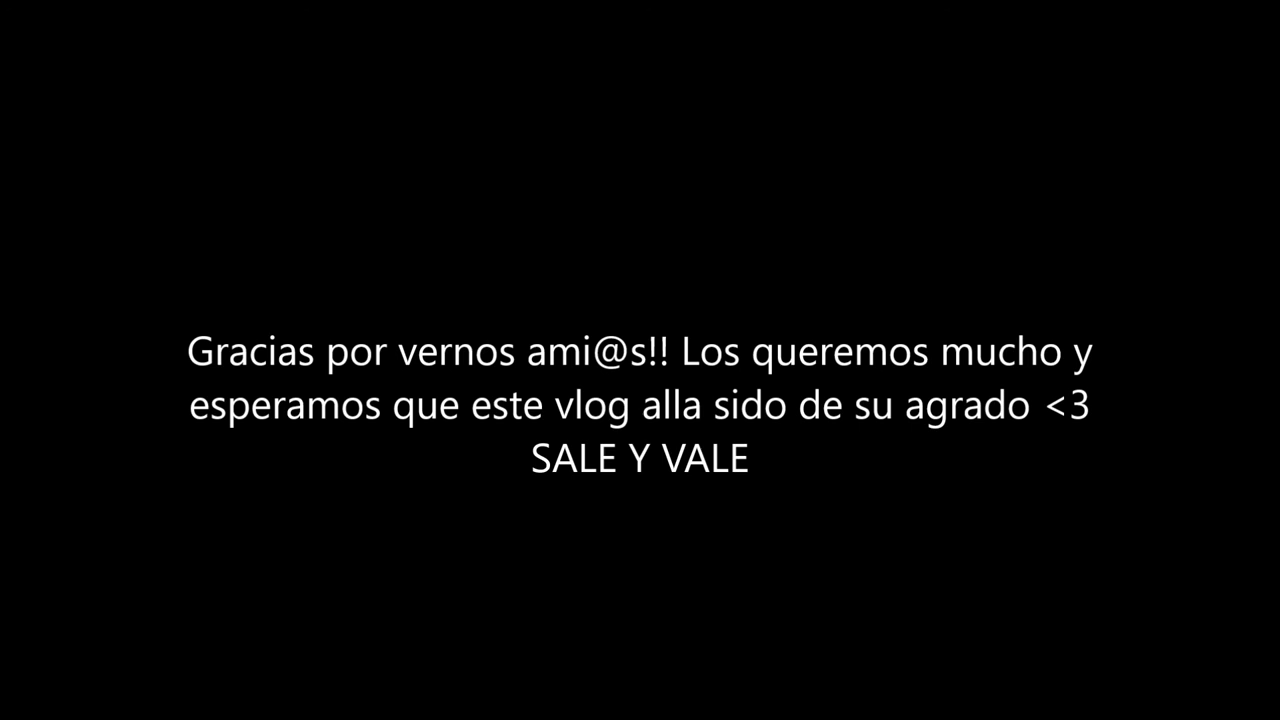 Gracias por vernos ami@s!! Los queremos mucho y
esperamos que este vlog alla sido de su agrado <3
SALE Y VALE